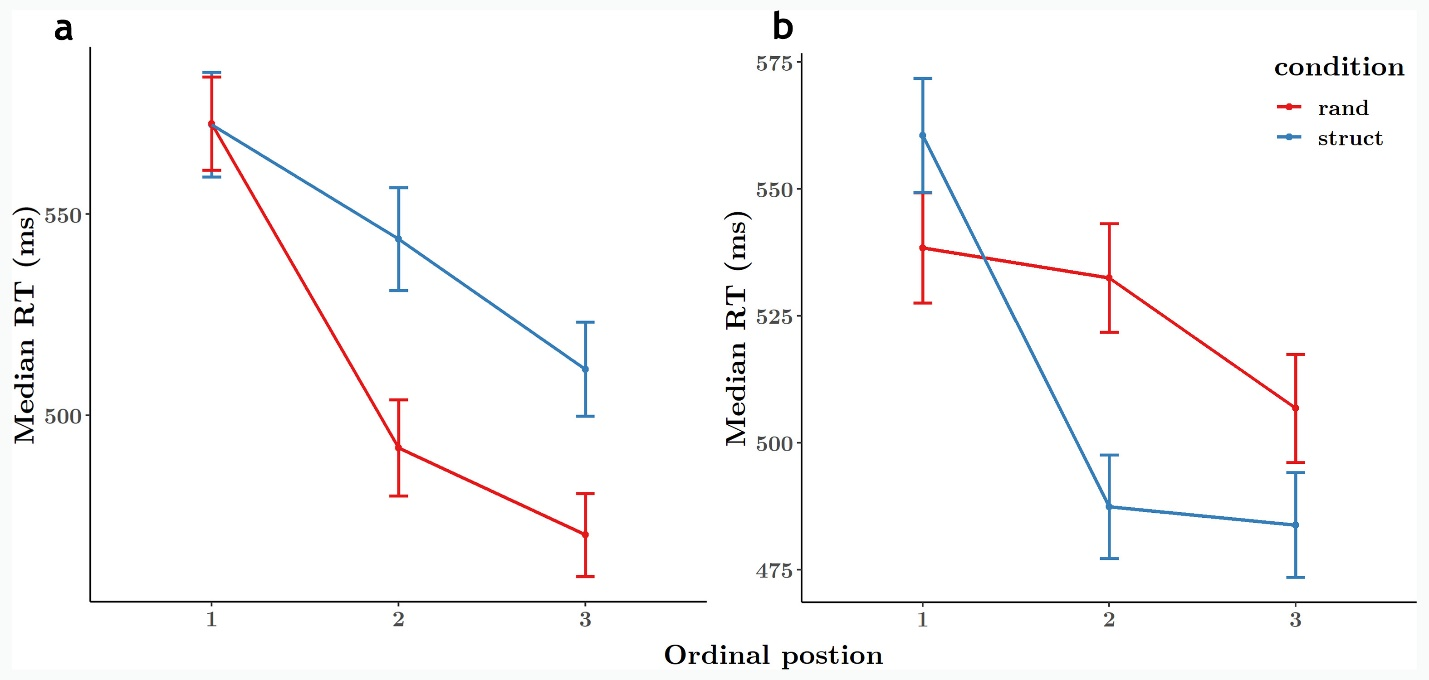 a
Median RT (ms)
550
500
1
2
3
b
Median RT (ms)
575
550
525
500
475
1
2
3
condition
rand
struct
Ordinal postion